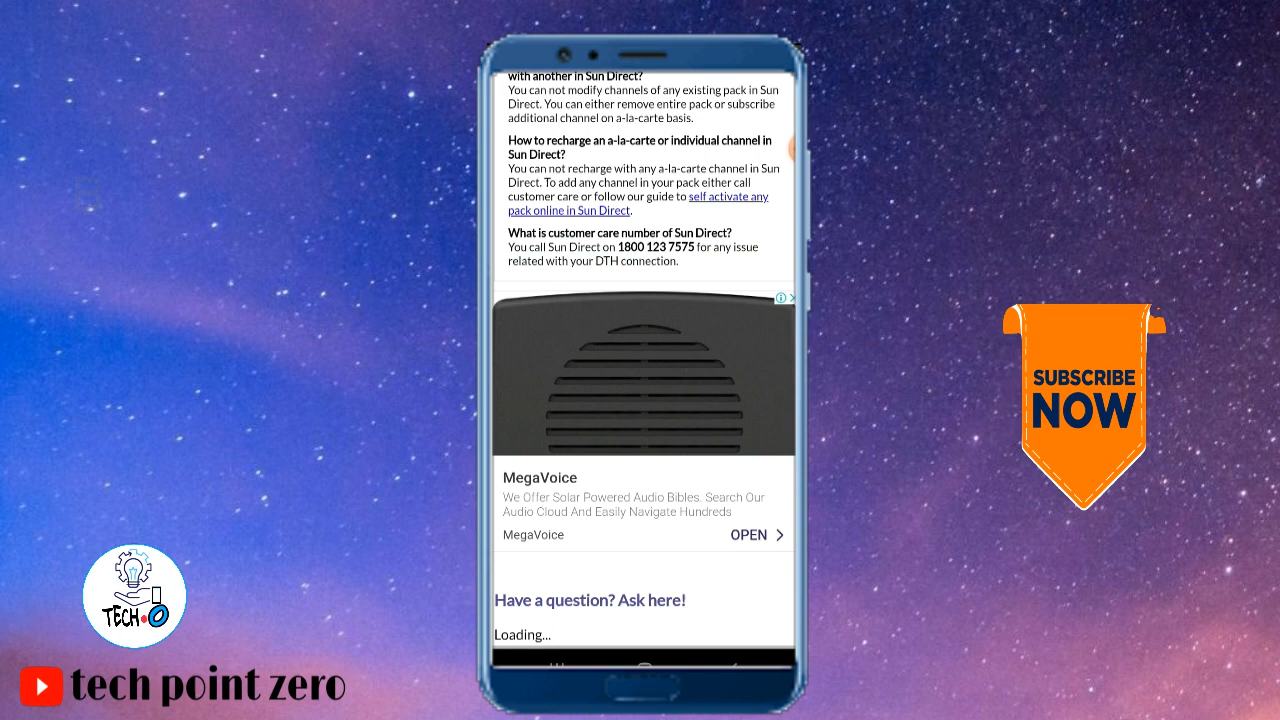 with another in Sun Direct?
You can not modify channels of any existing pack in Sun
Direct. You can either remove entire pack or subscribe
additional channel on a-la-carte basis.
How to recharge an a-la-carte or individual channel in
Sun Direct?
You can not recharge with any a-la-carte channel in Sun
Direct. To add any channel in your pack either call
customer care or follow our guide to self activate any
pack online in Sun Direct.
What is customer care number of Sun Direct?
You call Sun Direct on 1800 123 7575 for any issue
related with your DTH connection.
MegaVoice
We Offer Solar Powered Audio Bibles. Search Our
Audio Cloud And Easily Navigate Hundreds
MegaVoice
OPEN
Have a question? Ask here!
Loading...
SUBSCRIBE
NOW
TECH.O
tech point zero